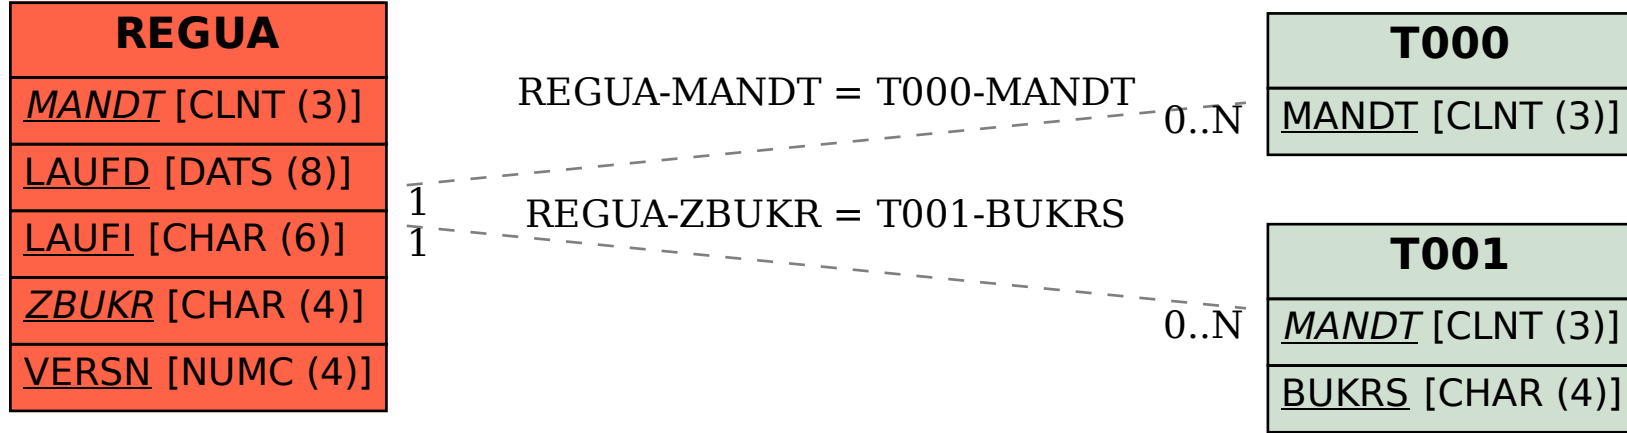 REGUA
MANDT [CLNT (3)]
LAUFD [DATS (8)]
LAUFI [CHAR (6)]
ZBUKR [CHAR (4)]
VERSN [NUMC (4)]
REGUA-MANDT = T000-MANDT
0..N
1
REGUA-ZBUKR = T001-BUKRS
1
0..N
T000
MANDT [CLNT (3)]
T001
MANDT [CLNT (3)]
BUKRS [CHAR (4)]